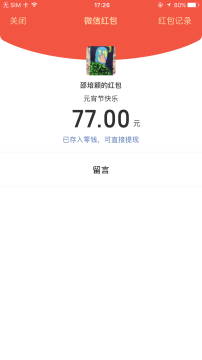 无 SIM 卡 17:26 80%
关闭 微信红包 红包记录
邵培颖的红包
元宵节快乐
77.00 元
已存入零钱，可直接提现
留言